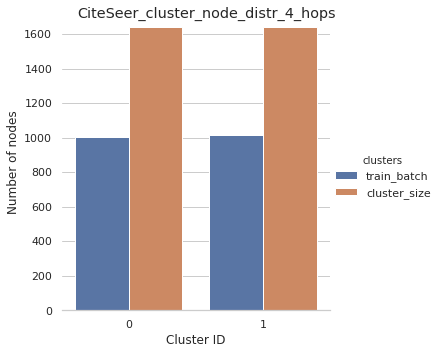 CiteSeer_cluster_node_distr_4_hops
1600
1400
1200
1000
800
600
400
200
0
Number of nodes
0 1
Cluster ID
clusters
train_batch
cluster_size